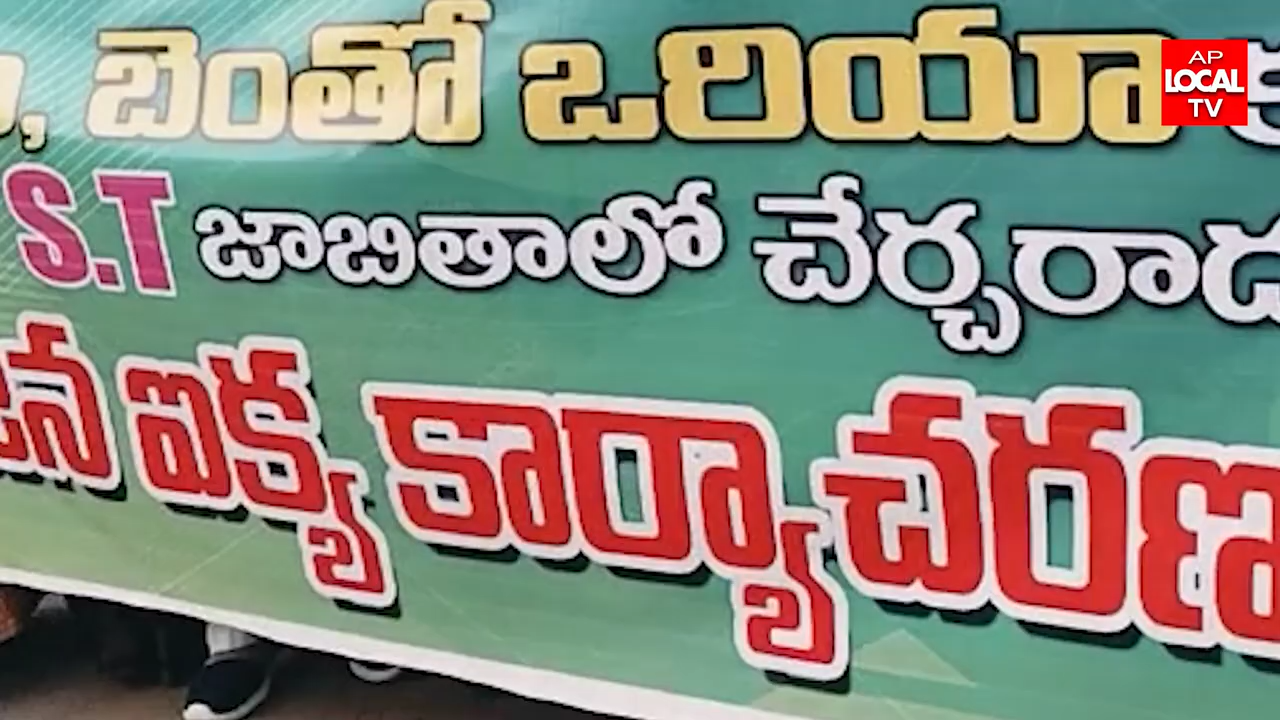 బెంతో ఒరియా
S.T జాబితాలో చేర్చరాదు
ఐక్య కార్యాచరణ
AP
LOCAL
TV